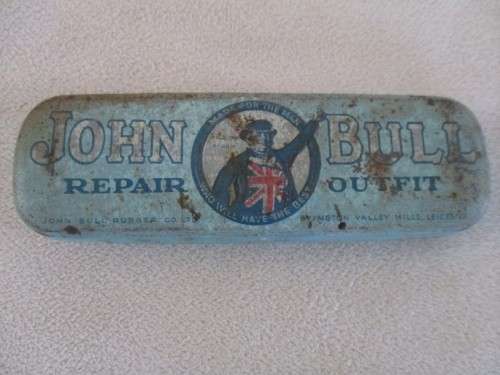 JOHN BULL
MADE FOR THE MAN
WHO WILL HAVE THE BEST
REPAIR OUTFIT
JOHN BULL RUBBER CO. LTD EVINGTON VALLEY MILLS, LEICESTER